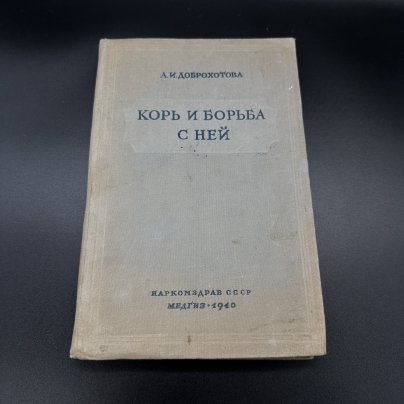 А.И.ДОБРОХОТОВА
КОРЬ И БОРЬБА
С НЕЙ
НАРКОМЗДРАВ СССР
МЕДГИЗ·1940